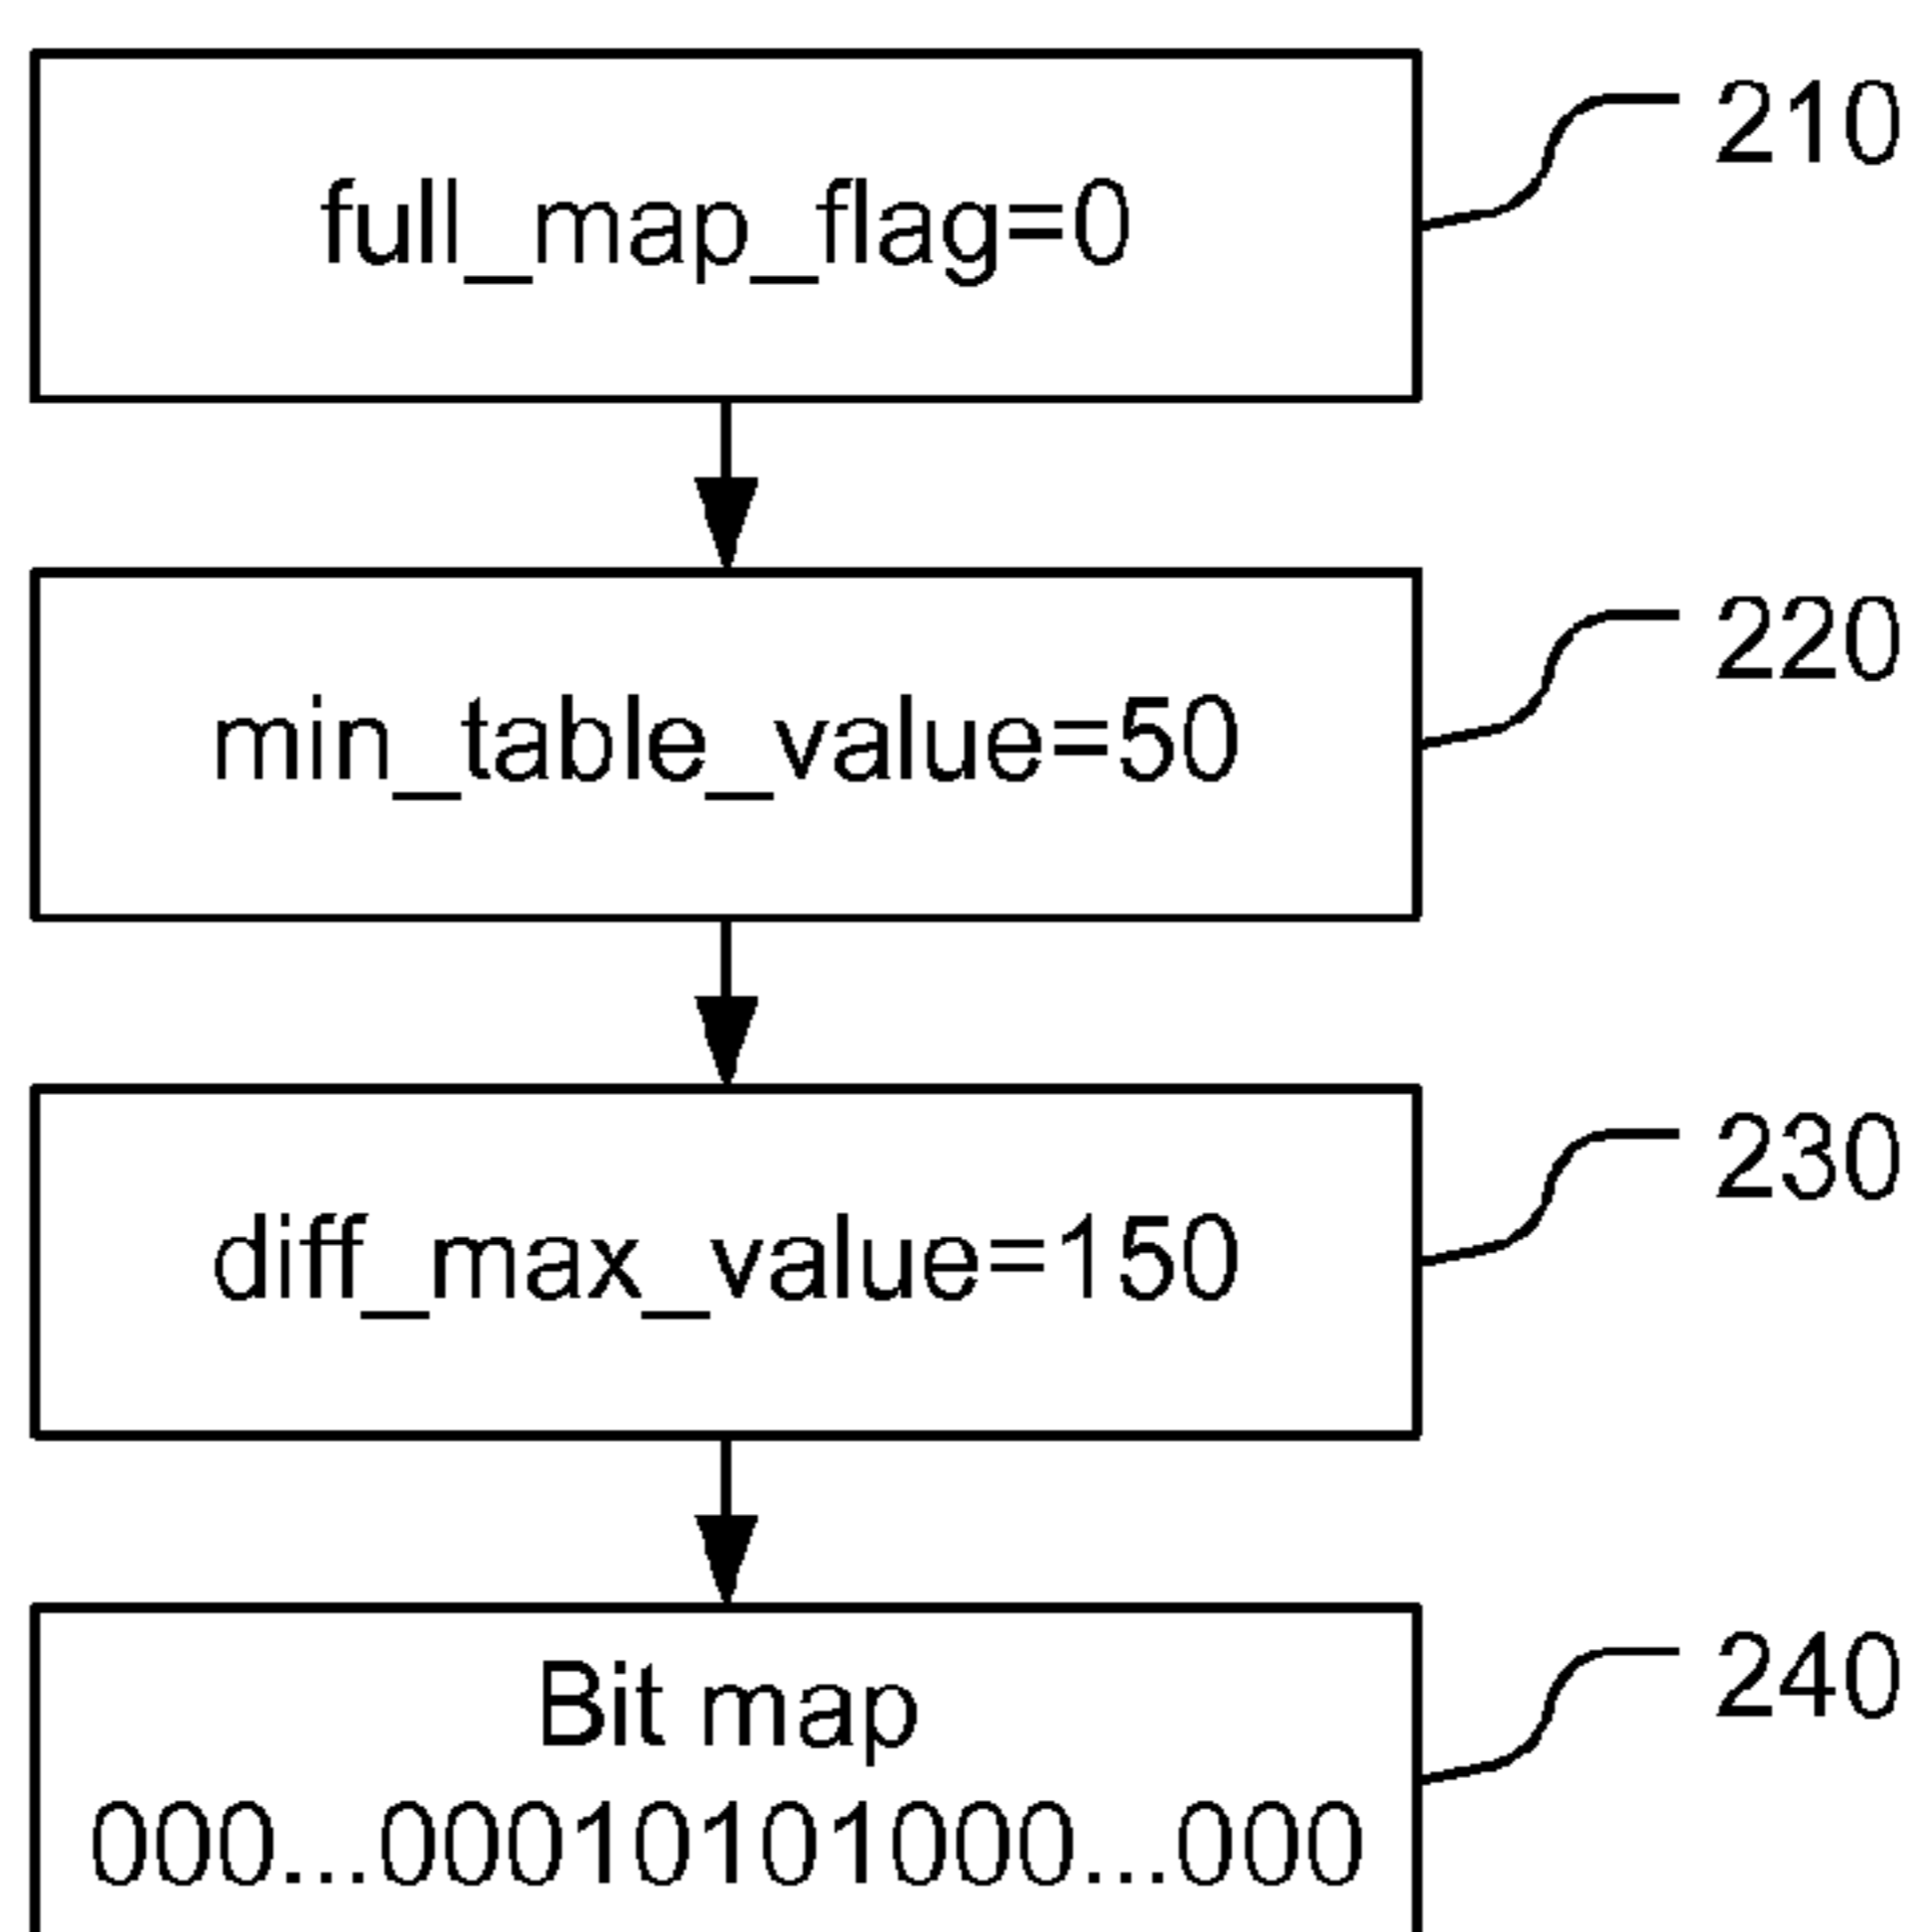 full_map_flag=0
210
min_table_value=50
220
diff_max_value=150
230
Bit map
240
000...00010101000...000